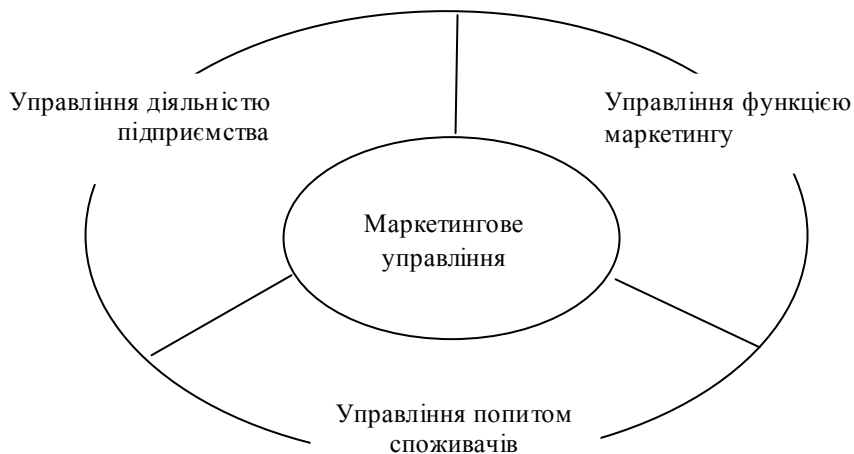 Управління діяльністю
підприємства
Управління функцією
маркетингу
Маркетингове
управління
Управління попитом
споживачів